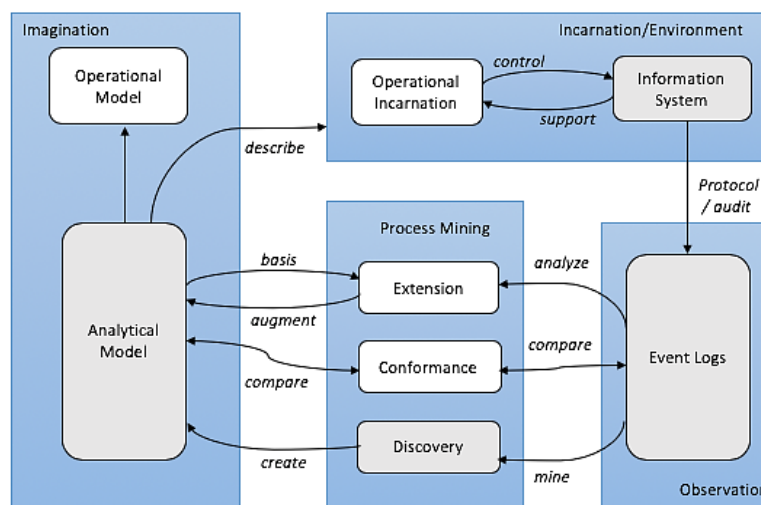 Imagination
Operational
Model
describe
Analytical
Model
Incarnation/Environment
Operational
Incarnation
control
support
Information
System
Protocol
/ audit
Process Mining
basis
augment
Extension
analyze
compare
Conformance
compare
create
Discovery
mine
Event Logs
Observation